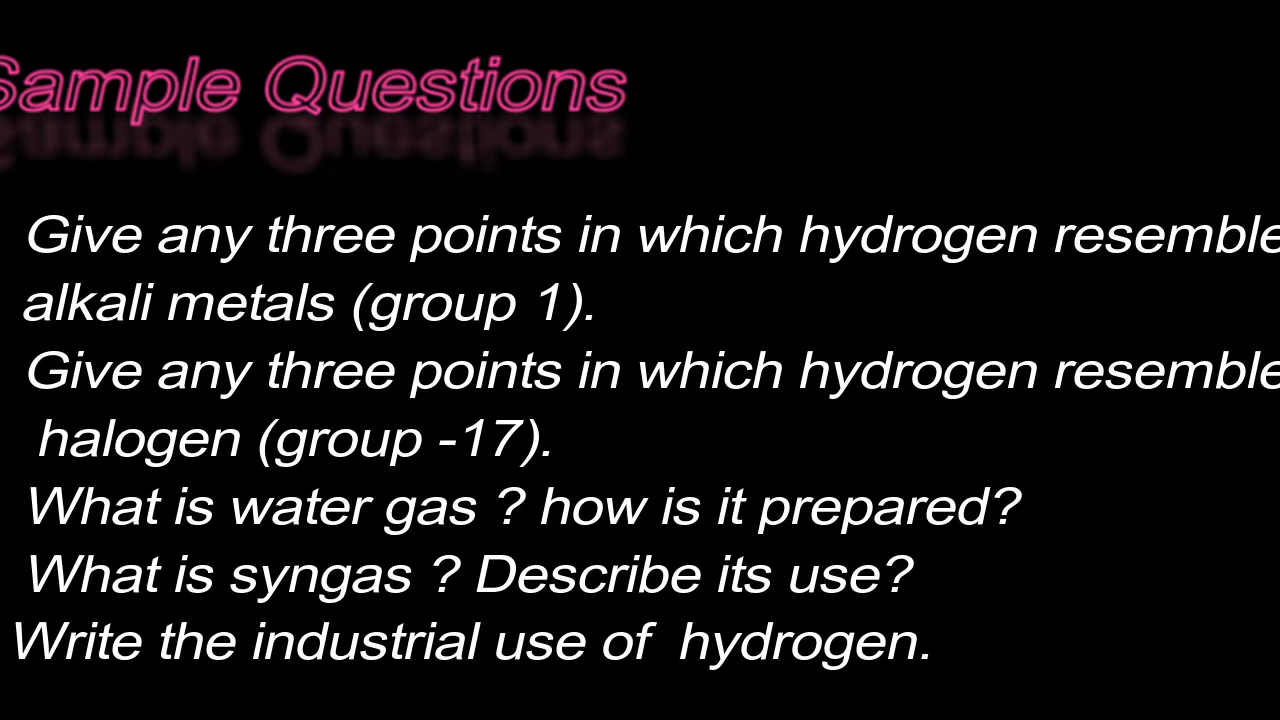 Sample Questions
Give any three points in which hydrogen resemble
alkali metals (group 1).
Give any three points in which hydrogen resemble
halogen (group -17).
What is water gas ? how is it prepared?
What is syngas ? Describe its use?
Write the industrial use of hydrogen.